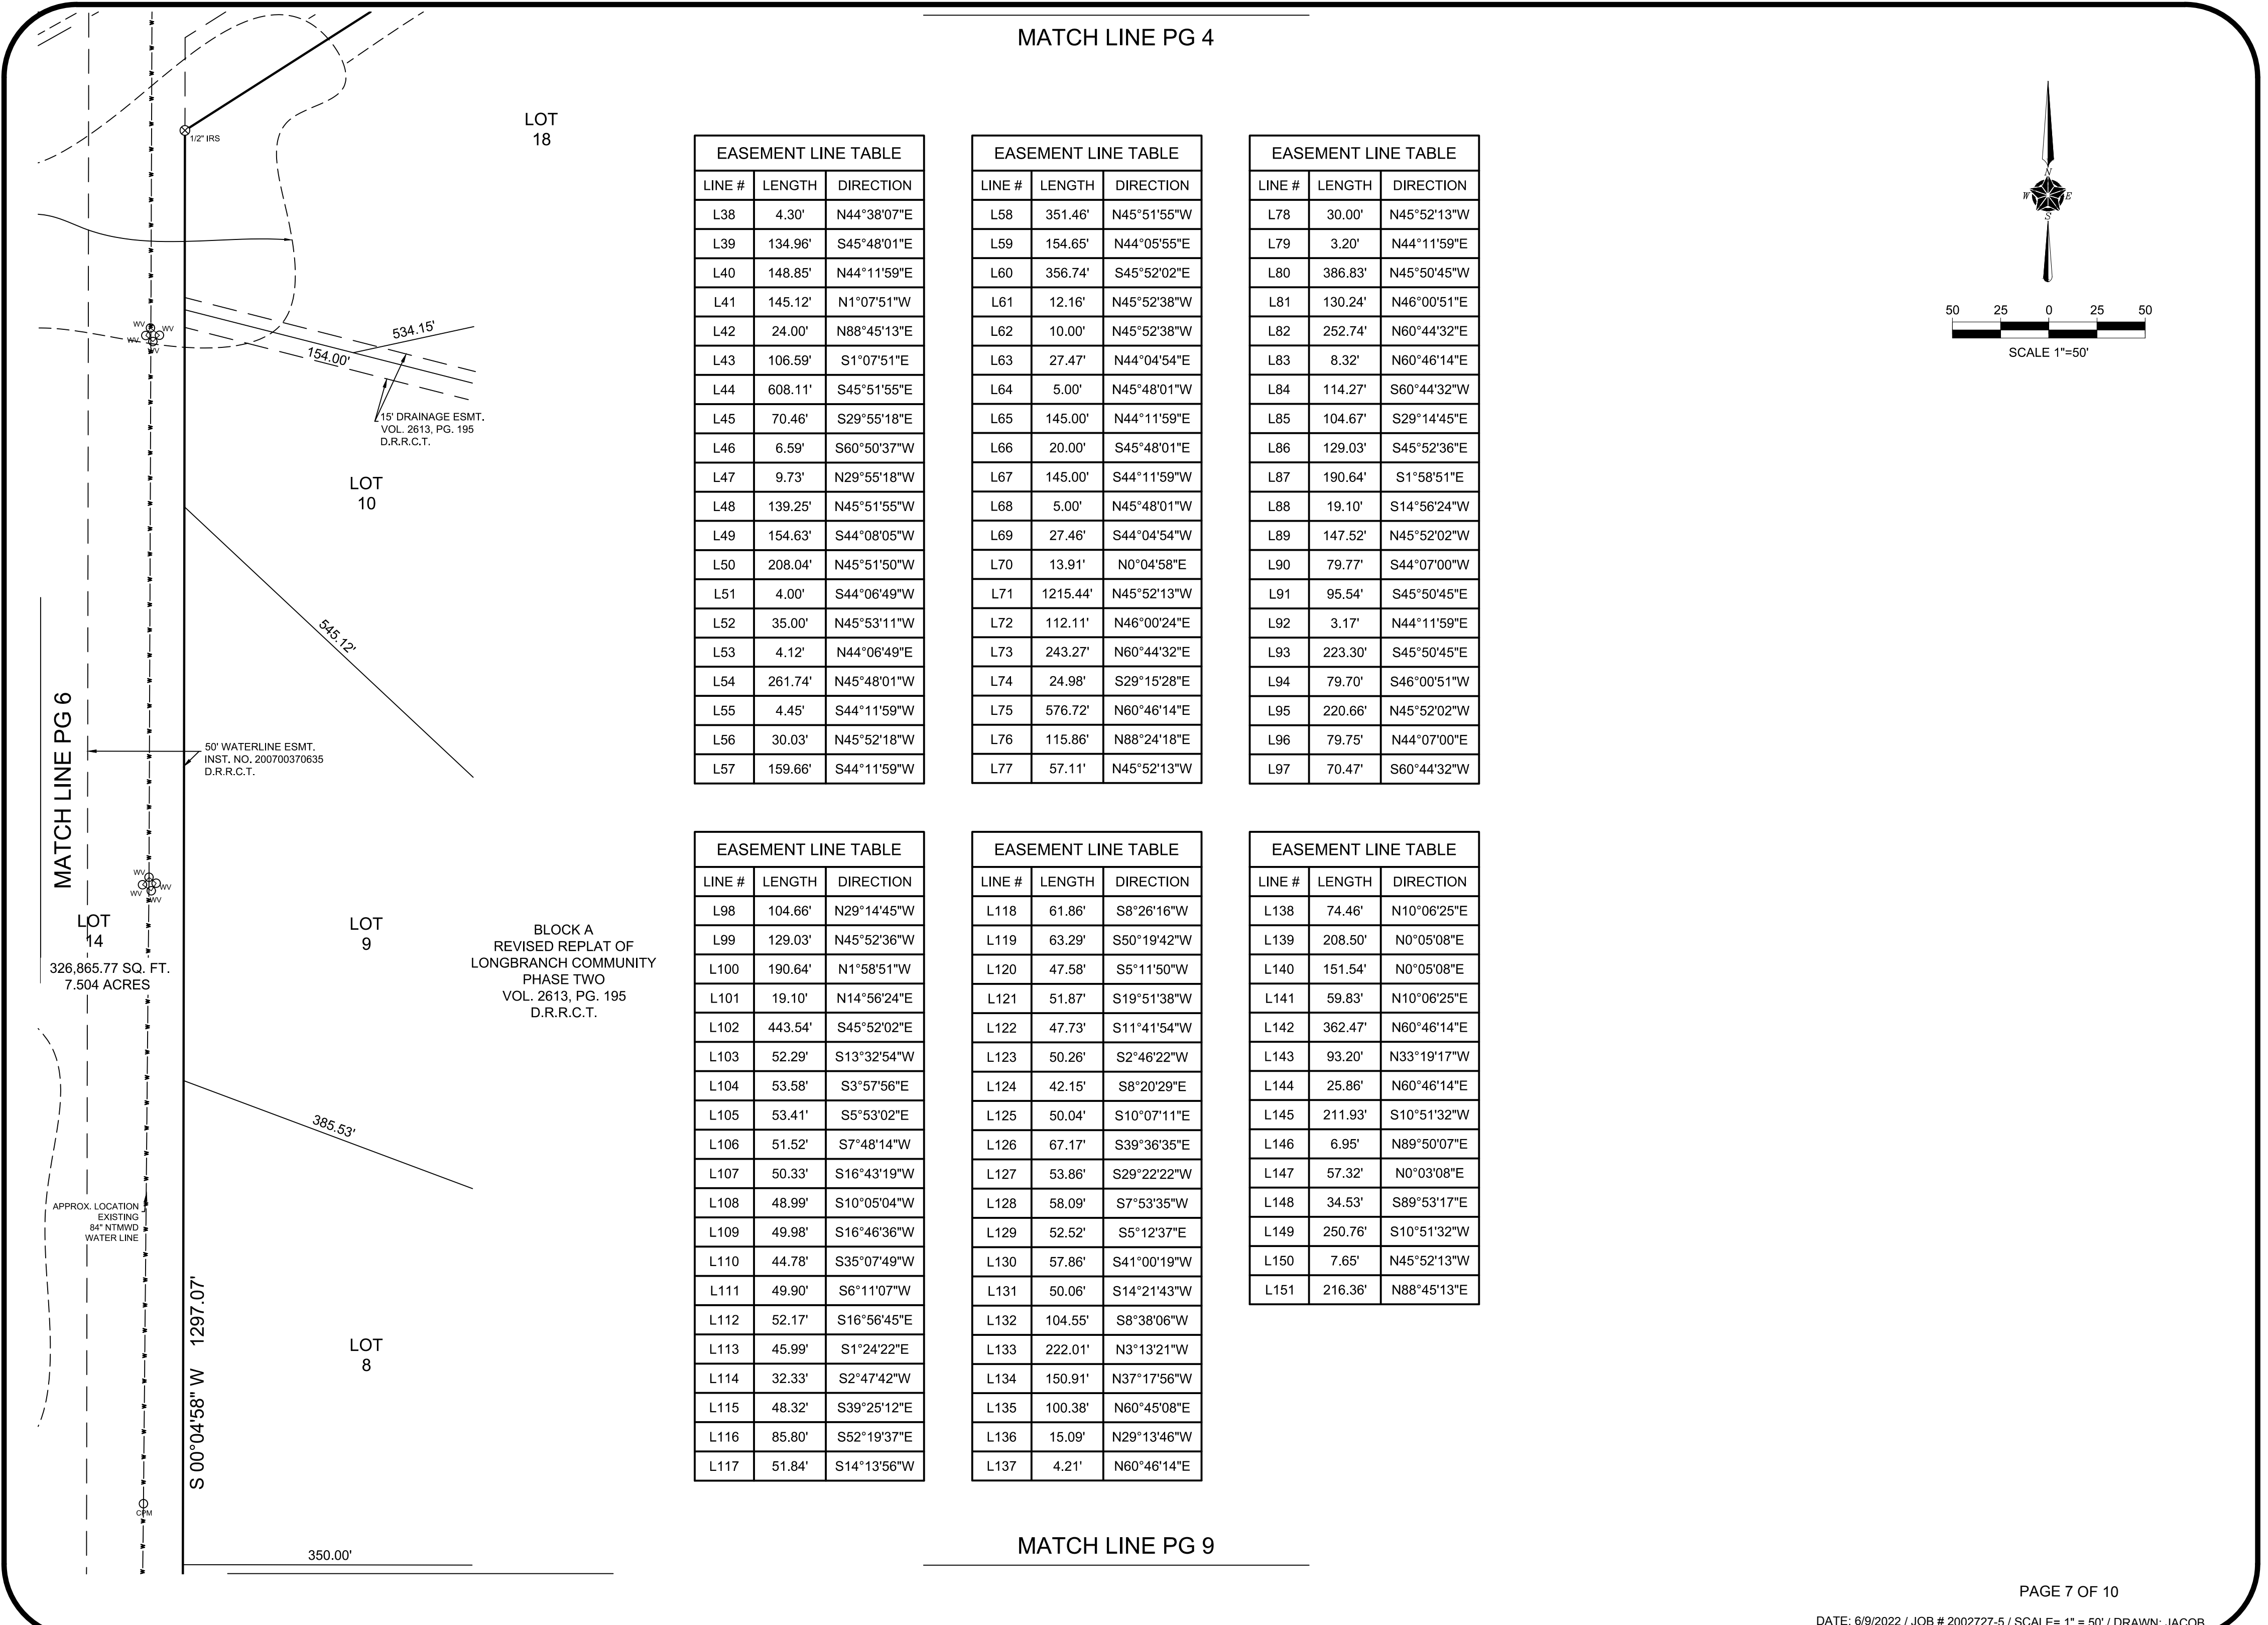 MATCH LINE PG 4
1/2" IRS
LOT
18
WV
WV
WV
WV
534.15'
154.00'
15' DRAINAGE ESMT.
VOL. 2613, PG. 195
D.R.R.C.T.
LOT
10
545.12'
MATCH LINE PG 6
50' WATERLINE ESMT.
INST. NO. 200700370635
D.R.R.C.T.
WV
WV
WV
WV
LOT
14
326,865.77 SQ. FT.
7.504 ACRES
LOT
9
BLOCK A
REVISED REPLAT OF
LONGBRANCH COMMUNITY
PHASE TWO
VOL. 2613, PG. 195
D.R.R.C.T.
385.53'
APPROX. LOCATION
EXISTING
84" NTMWD
WATER LINE
S 00°04'58" W 1297.07'
LOT
8
CPM
350.00'
EASEMENT LINE TABLE
LINE # LENGTH DIRECTION
L38 4.30' N44°38'07"E
L39 134.96' S45°48'01"E
L40 148.85' N44°11'59"E
L41 145.12' N1°07'51"W
L42 24.00' N88°45'13"E
L43 106.59' S1°07'51"E
L44 608.11' S45°51'55"E
L45 70.46' S29°55'18"E
L46 6.59' S60°50'37"W
L47 9.73' N29°55'18"W
L48 139.25' N45°51'55"W
L49 154.63' S44°08'05"W
L50 208.04' N45°51'50"W
L51 4.00' S44°06'49"W
L52 35.00' N45°53'11"W
L53 4.12' N44°06'49"E
L54 261.74' N45°48'01"W
L55 4.45' S44°11'59"W
L56 30.03' N45°52'18"W
L57 159.66' S44°11'59"W
EASEMENT LINE TABLE
LINE # LENGTH DIRECTION
L58 351.46' N45°51'55"W
L59 154.65' N44°05'55"E
L60 356.74' S45°52'02"E
L61 12.16' N45°52'38"W
L62 10.00' N45°52'38"W
L63 27.47' N44°04'54"E
L64 5.00' N45°48'01"W
L65 145.00' N44°11'59"E
L66 20.00' S45°48'01"E
L67 145.00' S44°11'59"W
L68 5.00' N45°48'01"W
L69 27.46' S44°04'54"W
L70 13.91' N0°04'58"E
L71 1215.44' N45°52'13"W
L72 112.11' N46°00'24"E
L73 243.27' N60°44'32"E
L74 24.98' S29°15'28"E
L75 576.72' N60°46'14"E
L76 115.86' N88°24'18"E
L77 57.11' N45°52'13"W
EASEMENT LINE TABLE
LINE # LENGTH DIRECTION
L78 30.00' N45°52'13"W
L79 3.20' N44°11'59"E
L80 386.83' N45°50'45"W
L81 130.24' N46°00'51"E
L82 252.74' N60°44'32"E
L83 8.32' N60°46'14"E
L84 114.27' S60°44'32"W
L85 104.67' S29°14'45"E
L86 129.03' S45°52'36"E
L87 190.64' S1°58'51"E
L88 19.10' S14°56'24"W
L89 147.52' N45°52'02"W
L90 79.77' S44°07'00"W
L91 95.54' S45°50'45"E
L92 3.17' N44°11'59"E
L93 223.30' S45°50'45"E
L94 79.70' S46°00'51"W
L95 220.66' N45°52'02"W
L96 79.75' N44°07'00"E
L97 70.47' S60°44'32"W
EASEMENT LINE TABLE
LINE # LENGTH DIRECTION
L98 104.66' N29°14'45"W
L99 129.03' N45°52'36"W
L100 190.64' N1°58'51"W
L101 19.10' N14°56'24"E
L102 443.54' S45°52'02"E
L103 52.29' S13°32'54"W
L104 53.58' S3°57'56"E
L105 53.41' S5°53'02"E
L106 51.52' S7°48'14"W
L107 50.33' S16°43'19"W
L108 48.99' S10°05'04"W
L109 49.98' S16°46'36"W
L110 44.78' S35°07'49"W
L111 49.90' S6°11'07"W
L112 52.17' S16°56'45"E
L113 45.99' S1°24'22"E
L114 32.33' S2°47'42"W
L115 48.32' S39°25'12"E
L116 85.80' S52°19'37"E
L117 51.84' S14°13'56"W
EASEMENT LINE TABLE
LINE # LENGTH DIRECTION
L118 61.86' S8°26'16"W
L119 63.29' S50°19'42"W
L120 47.58' S5°11'50"W
L121 51.87' S19°51'38"W
L122 47.73' S11°41'54"W
L123 50.26' S2°46'22"W
L124 42.15' S8°20'29"E
L125 50.04' S10°07'11"E
L126 67.17' S39°36'35"E
L127 53.86' S29°22'22"W
L128 58.09' S7°53'35"W
L129 52.52' S5°12'37"E
L130 57.86' S41°00'19"W
L131 50.06' S14°21'43"W
L132 104.55' S8°38'06"W
L133 222.01' N3°13'21"W
L134 150.91' N37°17'56"W
L135 100.38' N60°45'08"E
L136 15.09' N29°13'46"W
L137 4.21' N60°46'14"E
EASEMENT LINE TABLE
LINE # LENGTH DIRECTION
L138 74.46' N10°06'25"E
L139 208.50' N0°05'08"E
L140 151.54' N0°05'08"E
L141 59.83' N10°06'25"E
L142 362.47' N60°46'14"E
L143 93.20' N33°19'17"W
L144 25.86' N60°46'14"E
L145 211.93' S10°51'32"W
L146 6.95' N89°50'07"E
L147 57.32' N0°03'08"E
L148 34.53' S89°53'17"E
L149 250.76' S10°51'32"W
L150 7.65' N45°52'13"W
L151 216.36' N88°45'13"E
N
W E
S
50 25 0 25 50
SCALE 1"=50'
MATCH LINE PG 9
PAGE 7 OF 10
DATE: 6/9/2022 / JOB # 2002727-5 / SCALE= 1" = 50' / DRAWN: JACOB